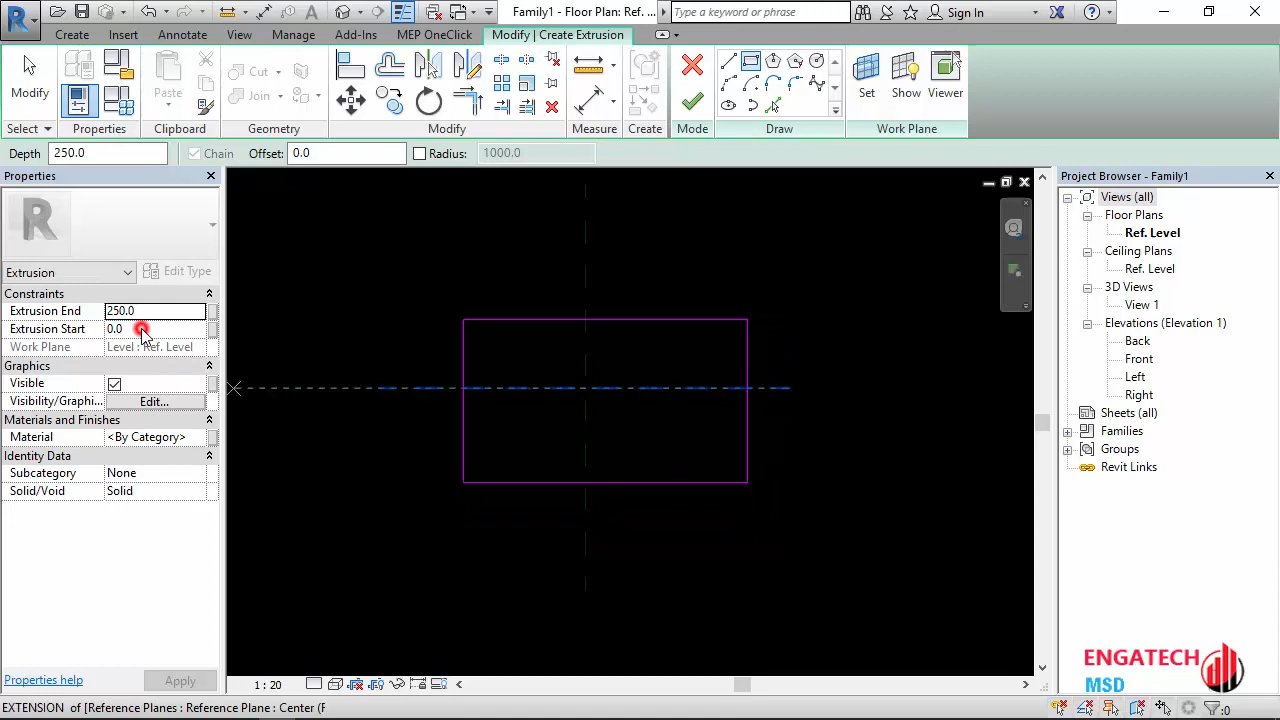 Family1 - Floor Plan: Ref. ...
Type a keyword or phrase
Sign In
Create Insert Annotate View Manage Add-Ins MEP OneClick Modify | Create Extrusion
Modify
Paste
Cut
Join
Set Show Viewer
Select Properties Clipboard Geometry Modify Measure Create Mode Draw Work Plane
Depth 250.0 Chain Offset: 0.0 Radius: 1000.0
Properties
R
Extrusion Edit Type
Constraints
Extrusion End 250.0
Extrusion Start 0.0
Work Plane Level : Ref. Level
Graphics
Visible
Visibility/Graphi... Edit...
Materials and Finishes
Material <By Category>
Identity Data
Subcategory None
Solid/Void Solid
Properties help Apply
Project Browser - Family1
Views (all)
Floor Plans
Ref. Level
Ceiling Plans
Ref. Level
3D Views
View 1
Elevations (Elevation 1)
Back
Front
Left
Right
Sheets (all)
Families
Groups
Revit Links
ENGATECH
MSD
1 : 20
EXTENSION of [Reference Planes : Reference Plane : Center (F
:0